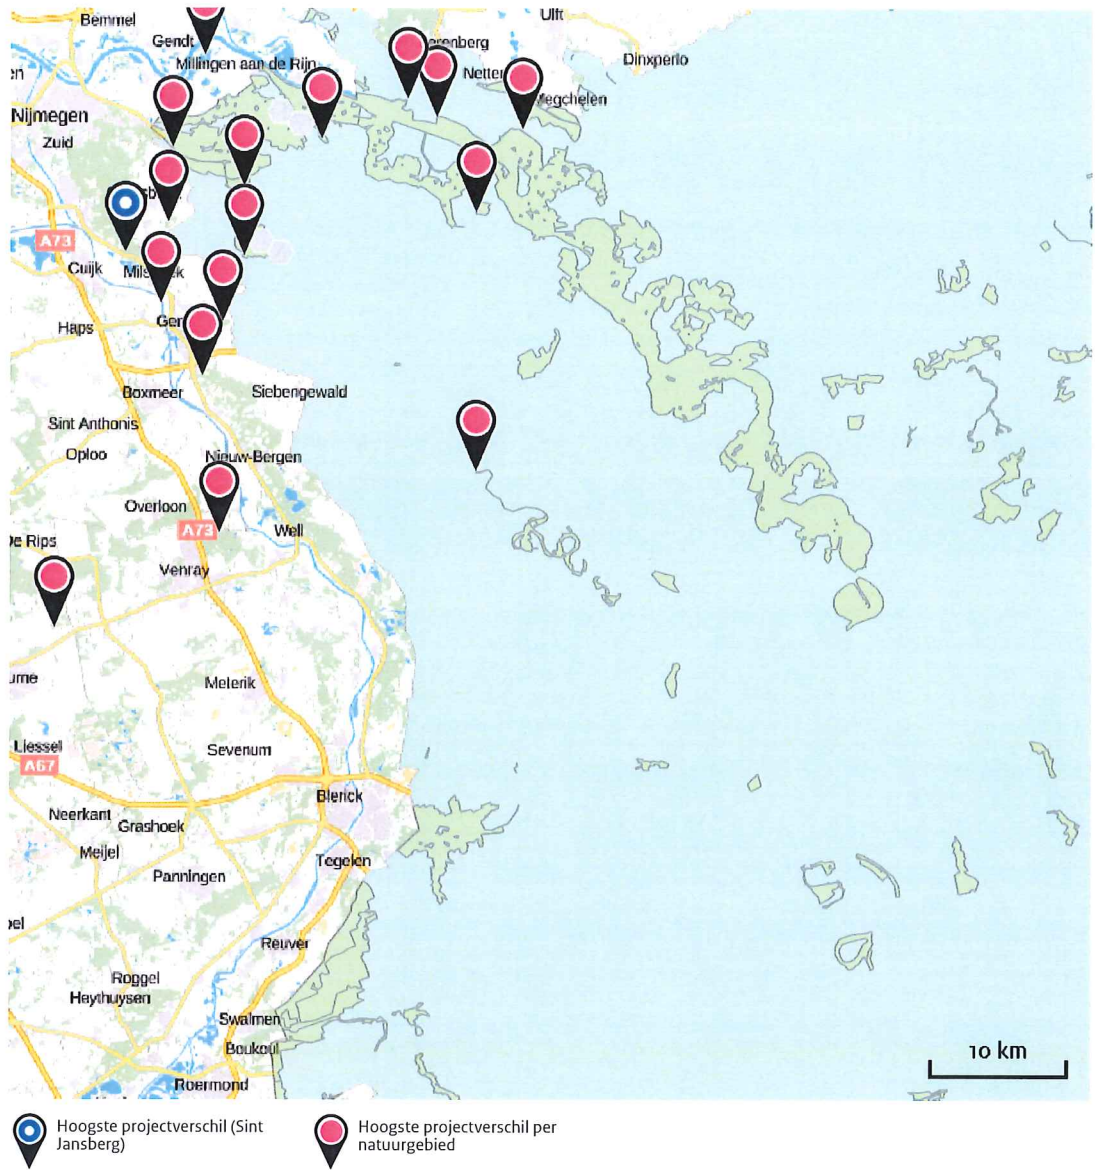 Bemmel
Ulft
Gendt
Dinxperlo
Millingen aan de Rijn
Nijmegen
Zuid
A73
Cuijk
Haps
Boxmeer
Siebengewald
Sint Anthonis
Oploo
Nieuw-Bergen
Overloon
A73
Well
De Rips
Venray
Meterik
Liessel
Sevenum
A67
Blerick
Neerkant
Grashoek
Meijel
Tegelen
Panningen
Reuver
Roggel
Heythuysen
Swalmen
Boukoul
10 km
Roermond
Hoogste projectverschil (Sint
Jansberg)
Hoogste projectverschil per
natuurgebied